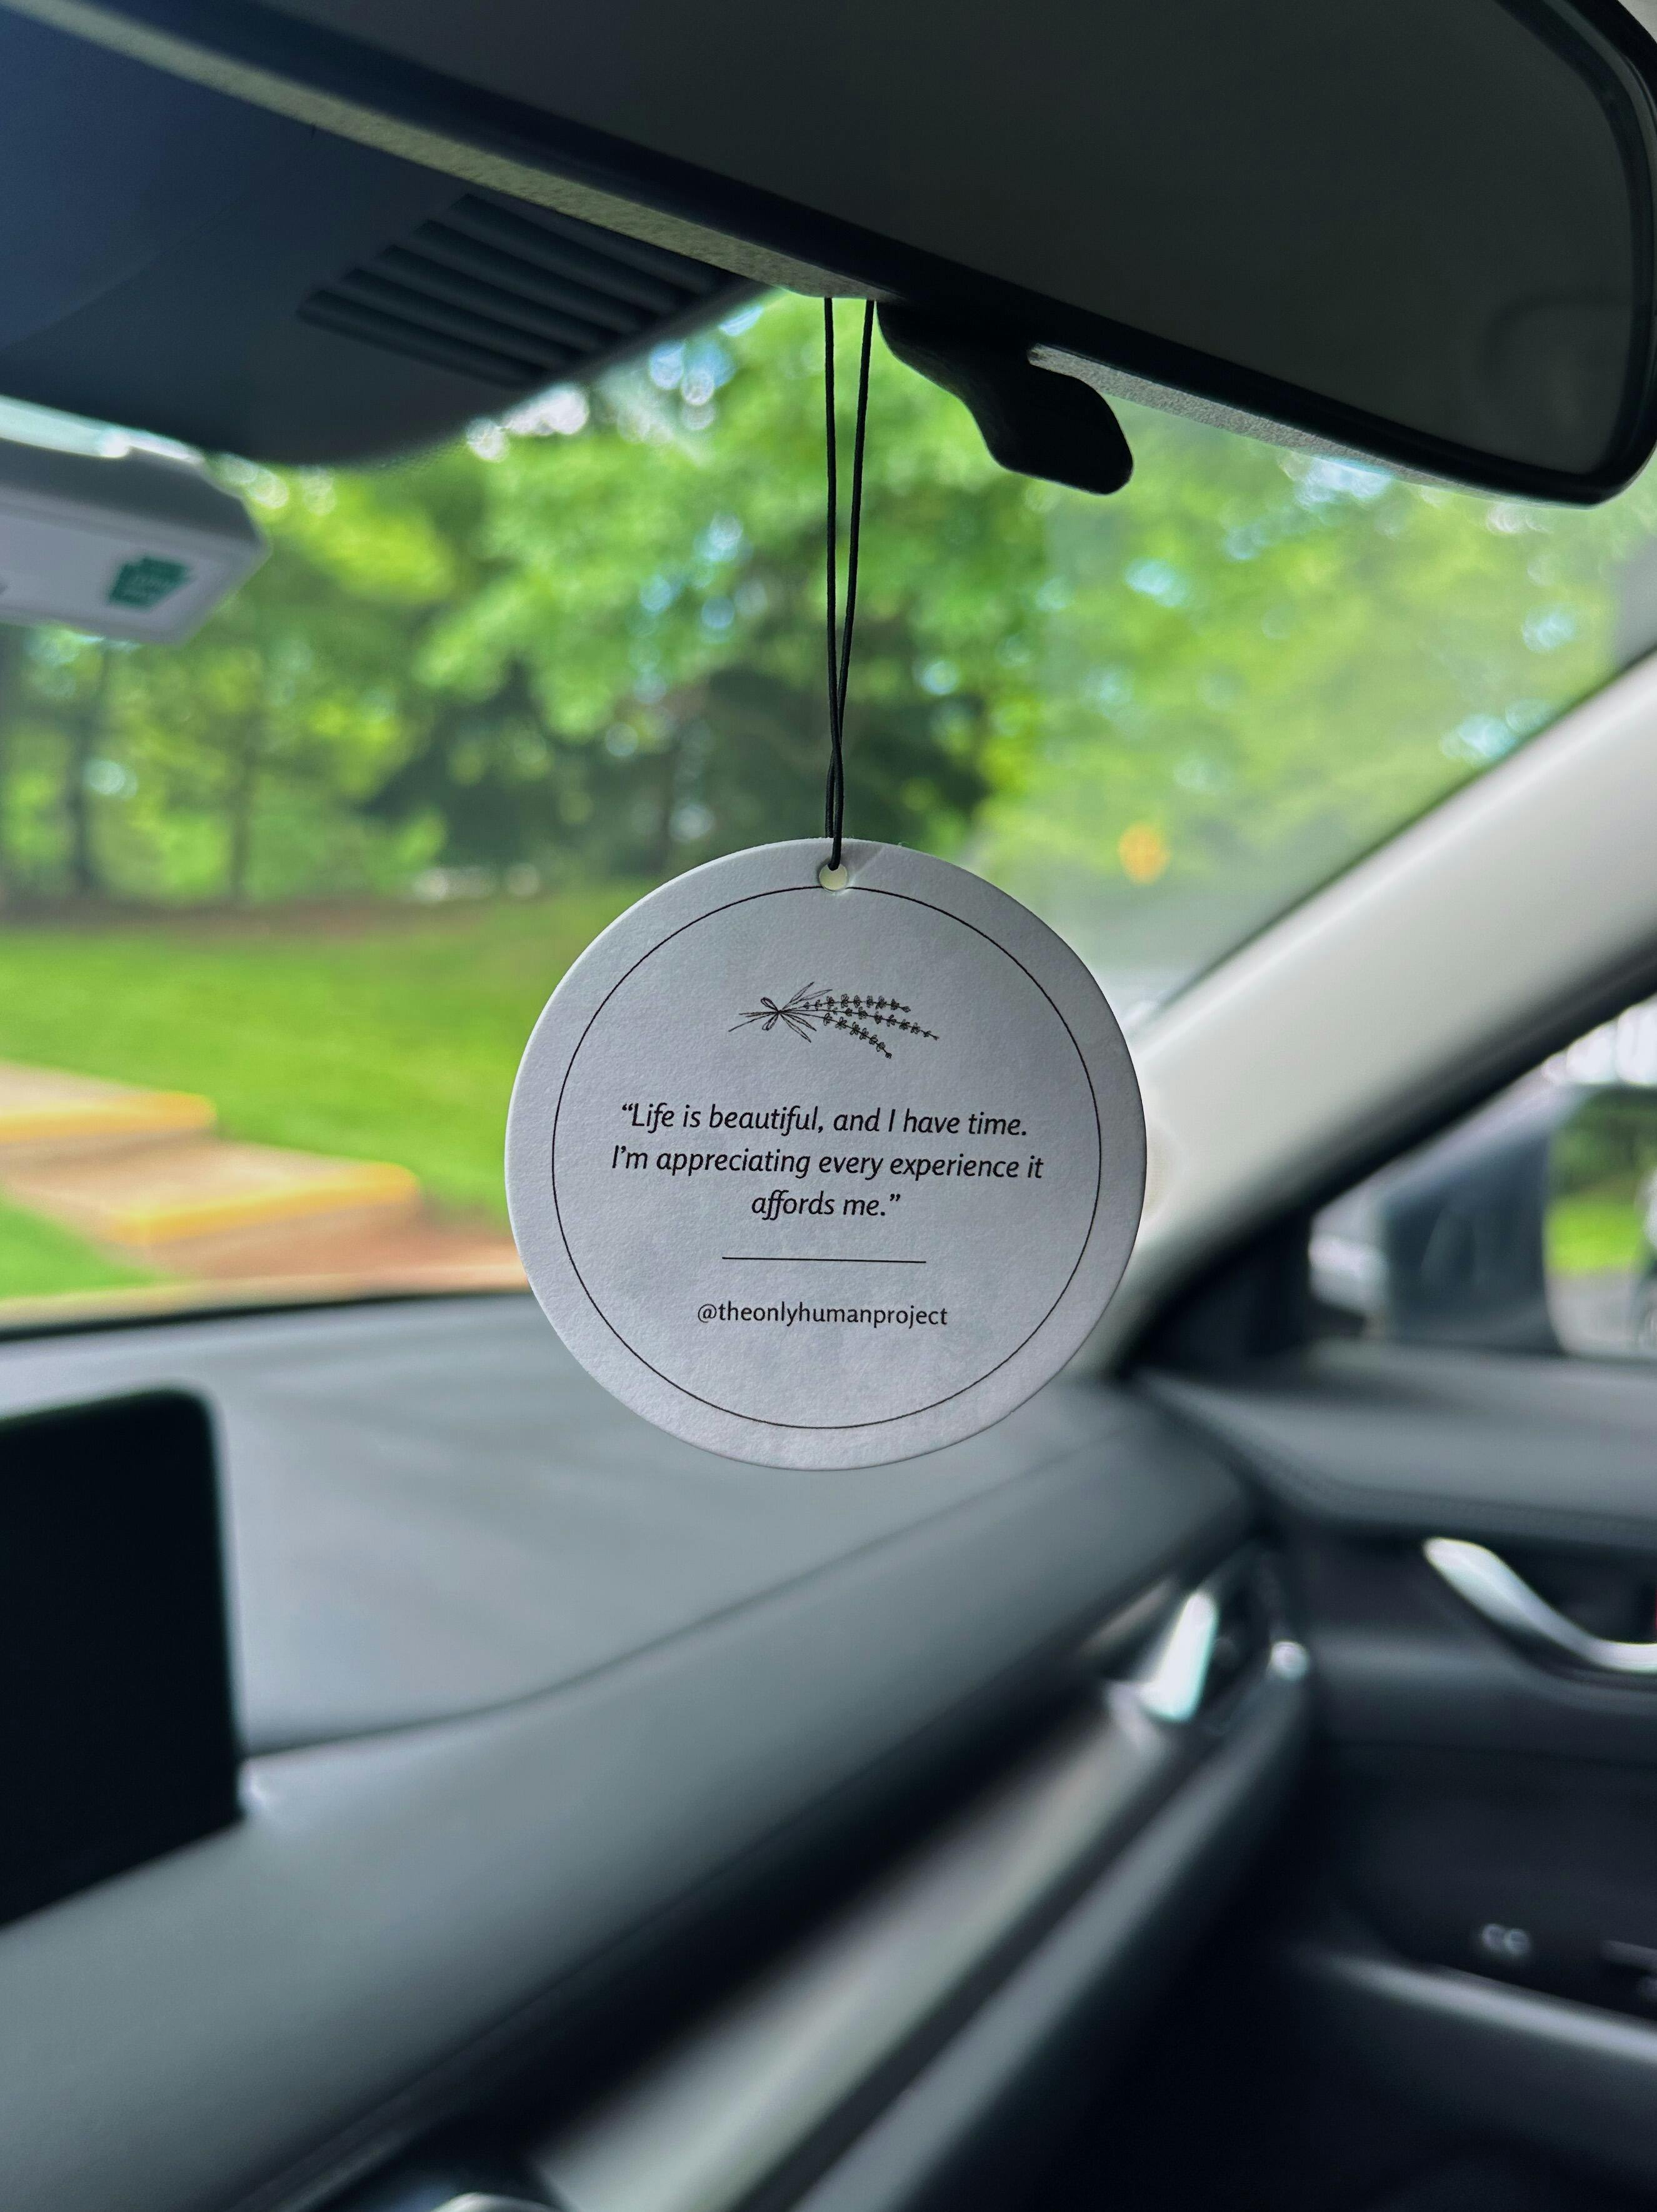 “Life is beautiful, and I have time.
I’m appreciating every experience it
affords me.”
@theonlyhumanproject